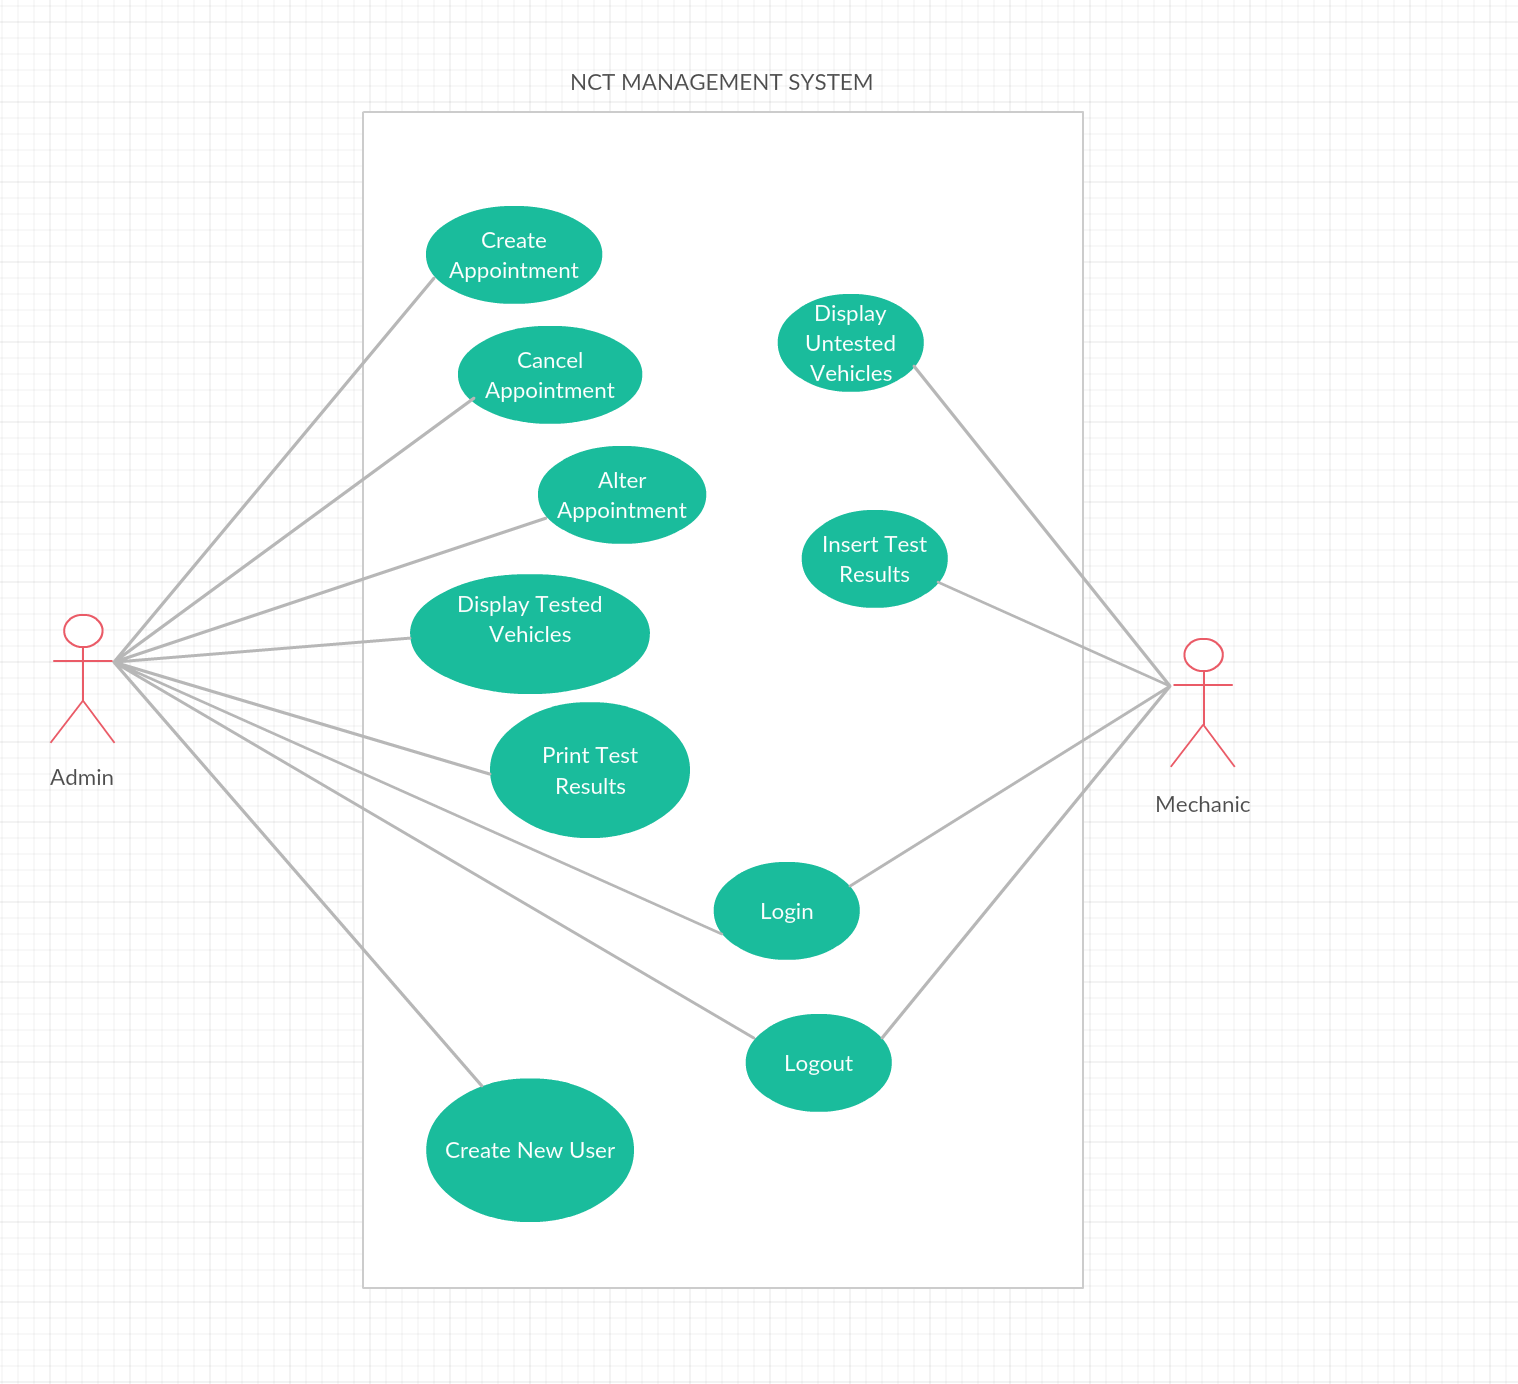 NCT MANAGEMENT SYSTEM
Create
Appointment
Cancel
Appointment
Alter
Appointment
Display Tested
Vehicles
Print Test
Results
Display
Untested
Vehicles
Insert Test
Results
Login
Logout
Create New User
Admin
Mechanic